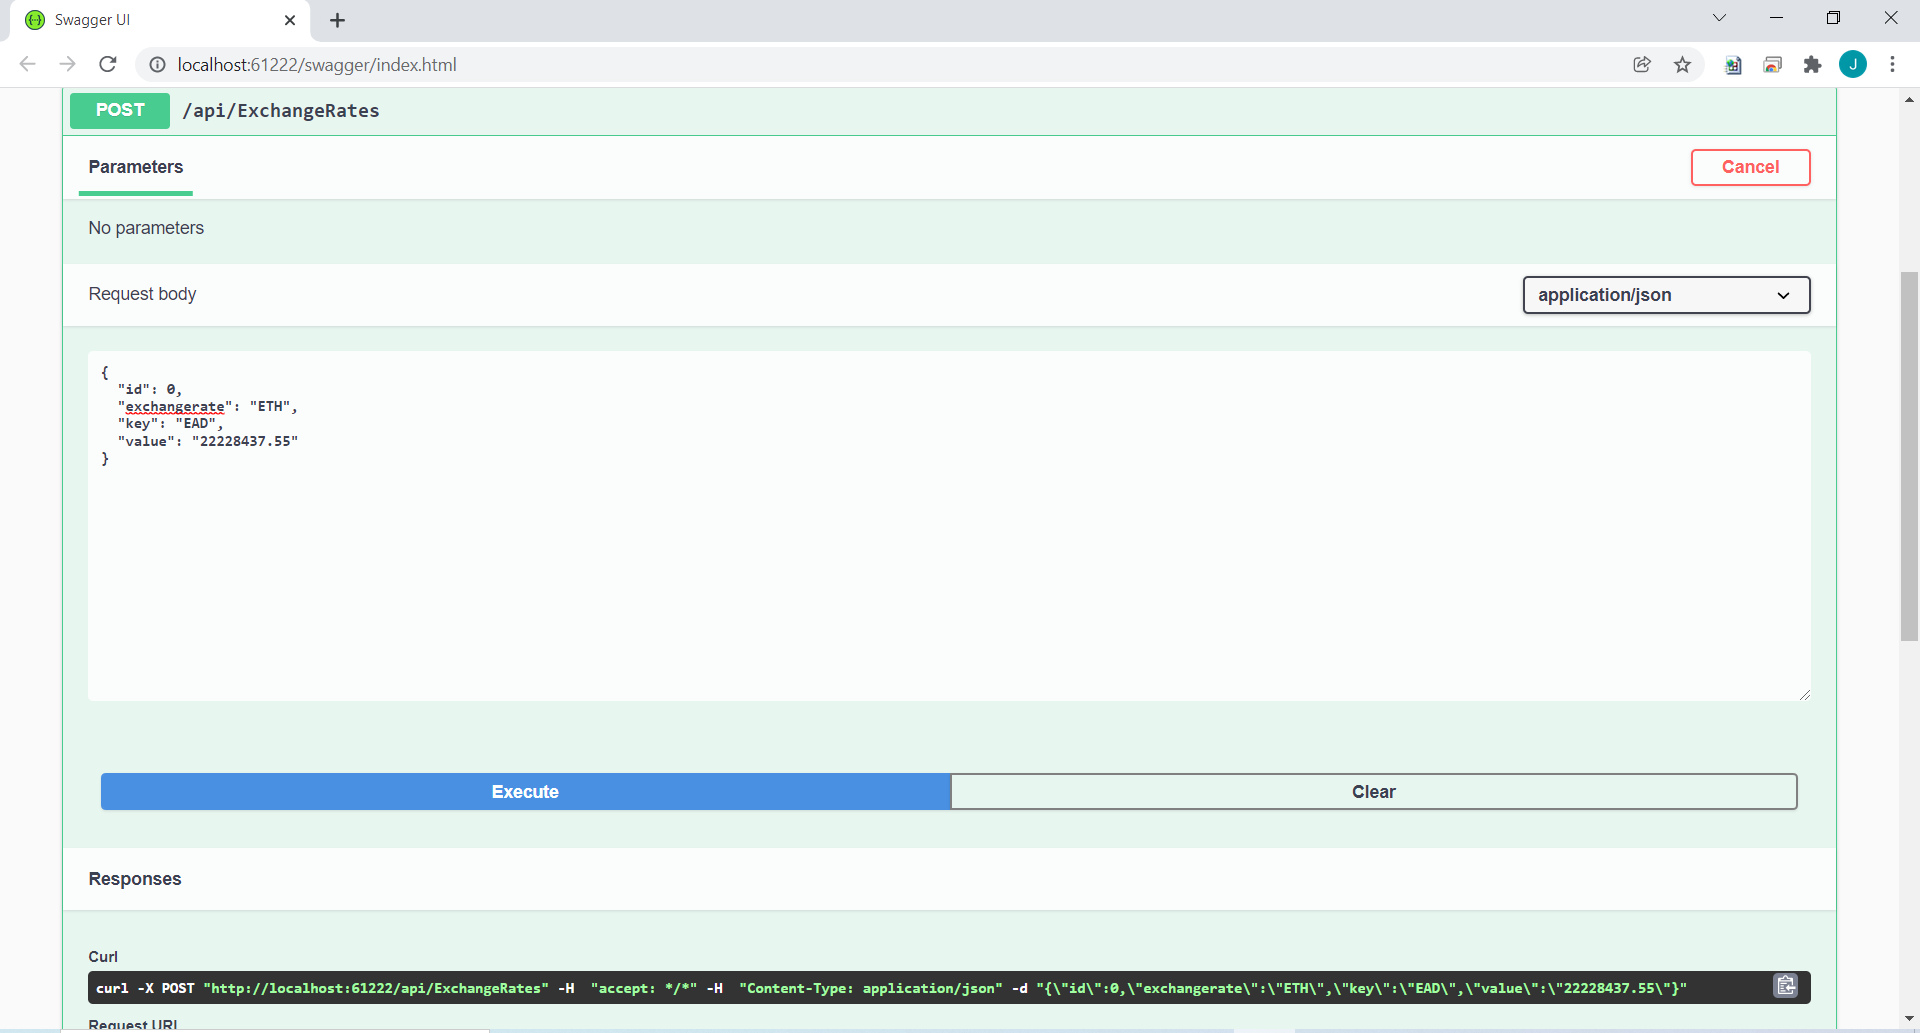 Swagger UI
localhost:61222/swagger/index.html
J
POST /api/ExchangeRates
Parameters
Cancel
No parameters
Request body
application/json
{
"id": 0,
"exchangerate": "ETH",
"key": "EAD",
"value": "22228437.55"
}
Execute
Clear
Responses
Curl
curl -X POST "http://localhost:61222/api/ExchangeRates" -H  "accept: */*" -H  "Content-Type: application/json" -d "{\"id\":0,\"exchangerate\":\"ETH\",\"key\":\"EAD\",\"value\":\"22228437.55\"}"
Request URL